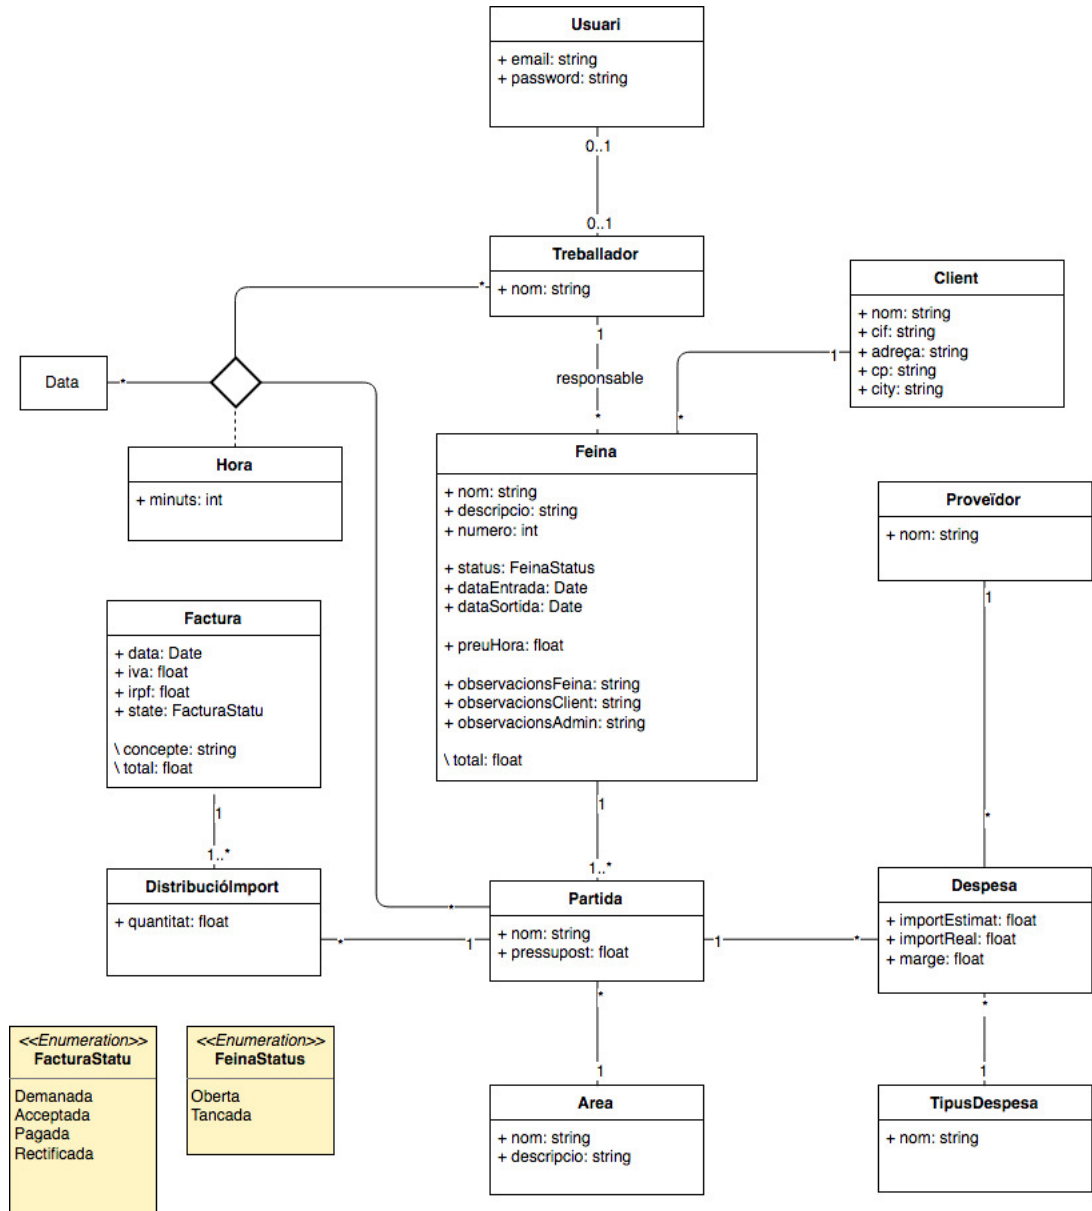 Usuari
+ email: string
+ password: string
0..1
0..1
Treballador
+ nom: string
*
1
responsable
*
Client
+ nom: string
+ cif: string
+ adreça: string
+ cp: string
+ city: string
1
*
Data
*
Hora
+ minuts: int
Feina
+ nom: string
+ descripcio: string
+ numero: int
+ status: FeinaStatus
+ dataEntrada: Date
+ dataSortida: Date
+ preuHora: float
+ observacionsFeina: string
+ observacionsClient: string
+ observacionsAdmin: string
\ total: float
Proveïdor
+ nom: string
1
*
Factura
+ data: Date
+ iva: float
+ irpf: float
+ state: FacturaStatu
\ concepte: string
\ total: float
1
1..*
1
1..*
DistribucióImport
+ quantitat: float
*
1
*
Partida
+ nom: string
+ pressupost: float
1
*
Despesa
+ importEstimat: float
+ importReal: float
+ marge: float
*
1
*
1
<<Enumeration>>
FacturaStatu
Demanada
Acceptada
Pagada
Rectificada
<<Enumeration>>
FeinaStatus
Oberta
Tancada
Area
+ nom: string
+ descripcio: string
TipusDespesa
+ nom: string